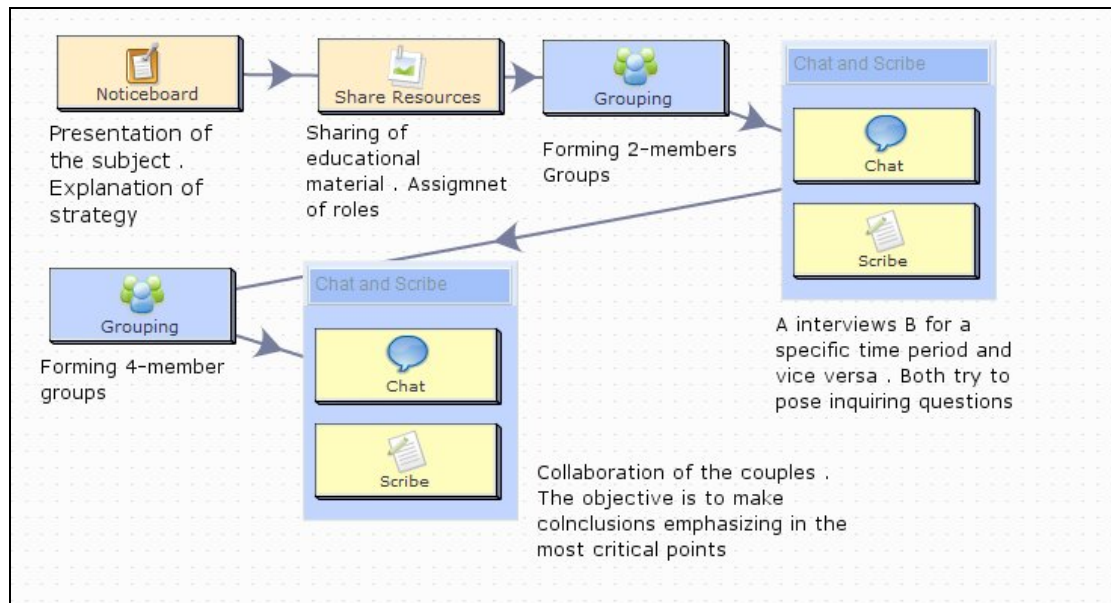 Noticeboard
Presentation of
the subject .
Explanation of
strategy
Share Resources
Sharing of
educational
material . Assigmnet
of roles
Grouping
Forming 2-members
Groups
Chat and Scribe
Chat
Scribe
A interviews B for a
specific time period and
vice versa . Both try to
pose inquiring questions
Grouping
Forming 4-member
groups
Chat and Scribe
Chat
Scribe
Collaboration of the couples .
The objective is to make
colnclusions emphasizing in the
most critical points